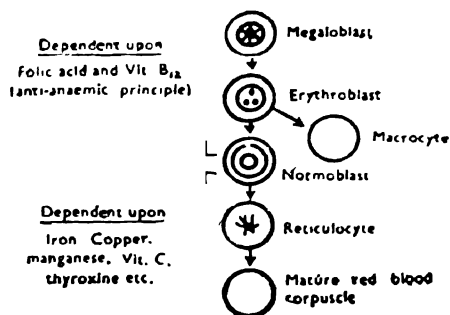 Megaloblast
Dependent upon
Folic acid and Vit. B₁₂
(anti-anaemic principle)
Erythroblast
Macrocyte
Normoblast
Dependent upon
Iron Copper.
manganese, Vit. C,
thyroxine etc.
Reticulocyte
Mature red blood
corpuscle